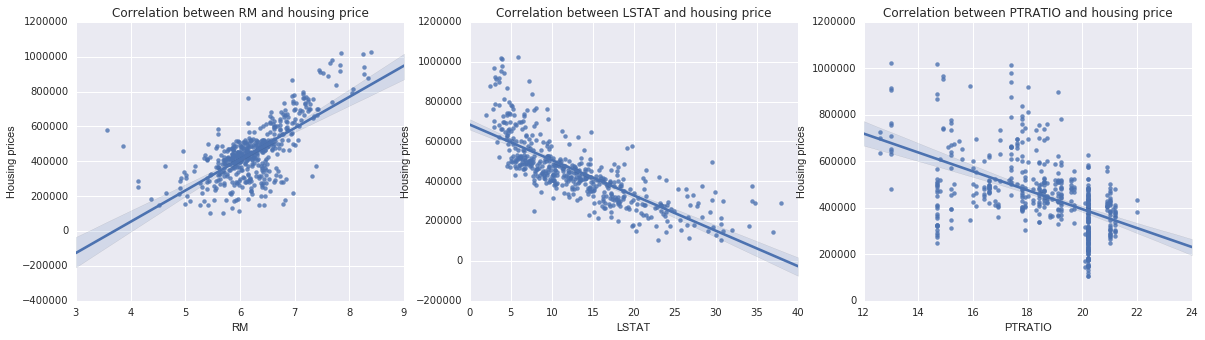 Correlation between RM and housing price
1200000
1000000
800000
600000
400000
200000
0
−200000
−400000
Housing prices
3 4 5 6 7 8 9
RM
Correlation between LSTAT and housing price
1200000
1000000
800000
600000
400000
200000
0
−200000
Housing prices
0 5 10 15 20 25 30 35 40
LSTAT
Correlation between PTRATIO and housing price
1200000
1000000
800000
600000
400000
200000
0
Housing prices
12 14 16 18 20 22 24
PTRATIO